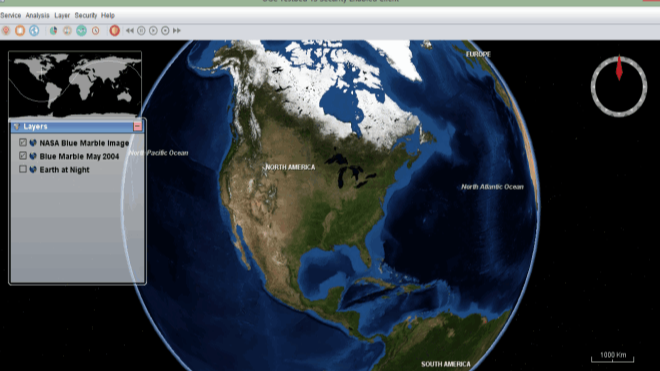 Service Analysis Layer Security Help
EUROPE
Layers
NASA Blue Marble Image
Blue Marble May 2004
Earth at Night
North Pacific Ocean
NORTH AMERICA
North Atlantic Ocean
1000 Km
SOUTH AMERICA